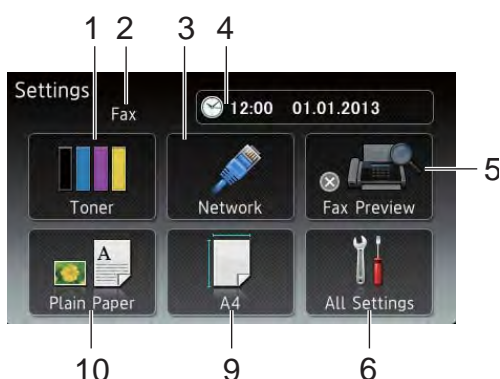 1 2 3 4
Settings
Fax
12:00 01.01.2013
5
Toner Network Fax Preview
A
Plain Paper A4 All Settings
10 9 6